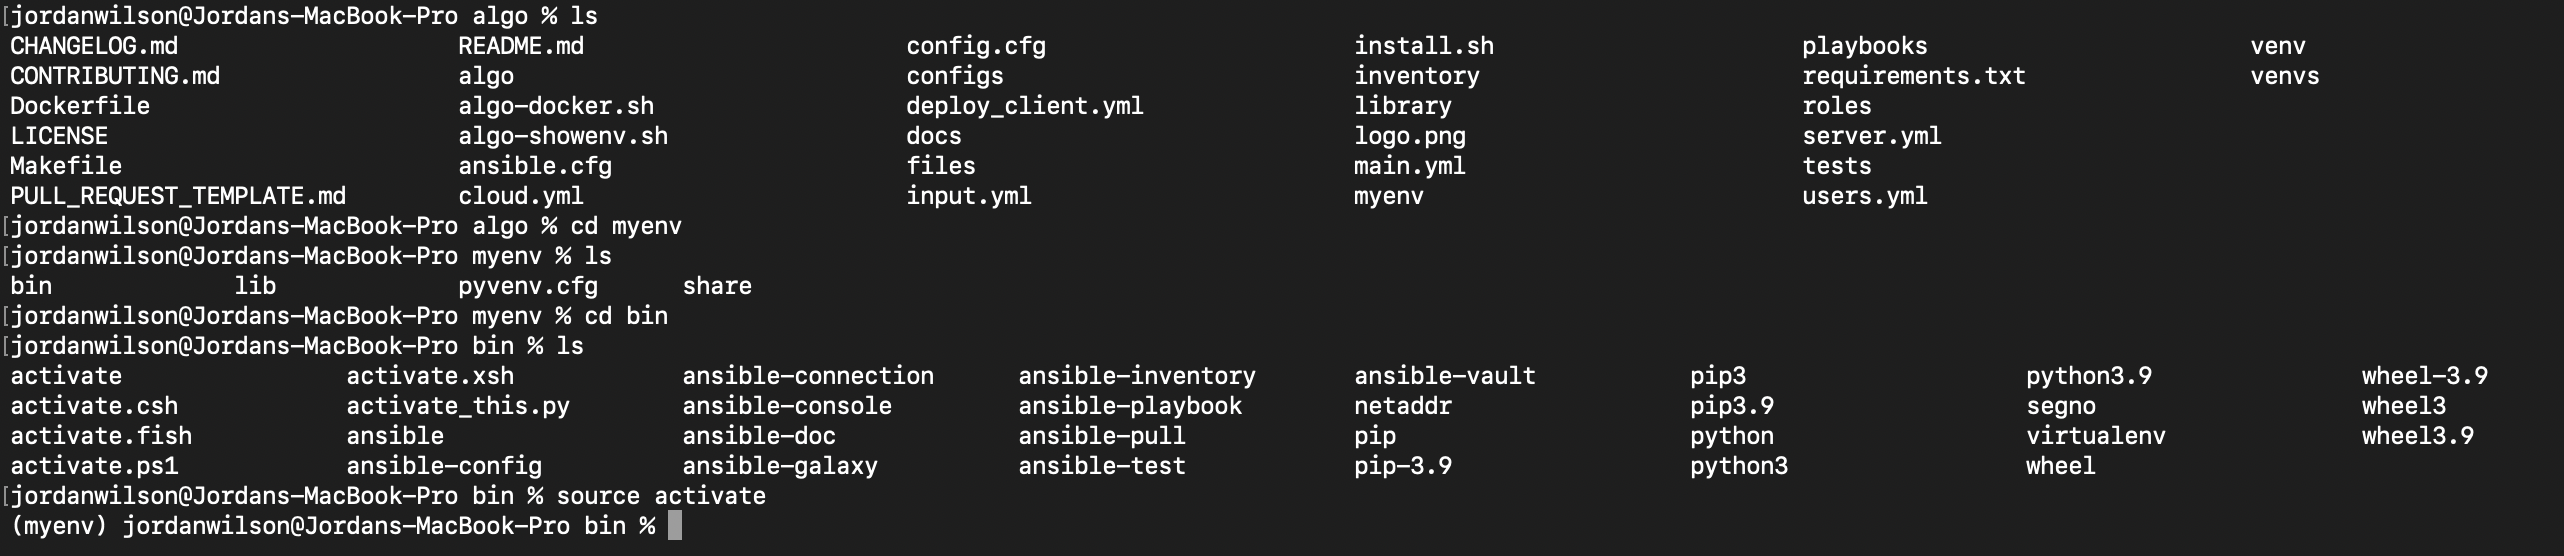 [jordanwilson@Jordans-MacBook-Pro algo % ls
CHANGELOG.md README.md config.cfg install.sh playbooks venv
CONTRIBUTING.md algo configs inventory requirements.txt venvs
Dockerfile algo-docker.sh deploy_client.yml library roles
LICENSE algo-showenv.sh docs logo.png server.yml
Makefile ansible.cfg files main.yml tests
PULL_REQUEST_TEMPLATE.md cloud.yml input.yml myenv users.yml
[jordanwilson@Jordans-MacBook-Pro algo % cd myenv
[jordanwilson@Jordans-MacBook-Pro myenv % ls
bin lib pyvenv.cfg share
[jordanwilson@Jordans-MacBook-Pro myenv % cd bin
[jordanwilson@Jordans-MacBook-Pro bin % ls
activate activate.xsh ansible-connection ansible-inventory ansible-vault pip3 python3.9 wheel-3.9
activate.csh activate_this.py ansible-console ansible-playbook netaddr pip3.9 segno wheel3
activate.fish ansible ansible-doc ansible-pull pip python virtualenv wheel3.9
activate.ps1 ansible-config ansible-galaxy ansible-test pip-3.9 python3 wheel
[jordanwilson@Jordans-MacBook-Pro bin % source activate
(myenv) jordanwilson@Jordans-MacBook-Pro bin %